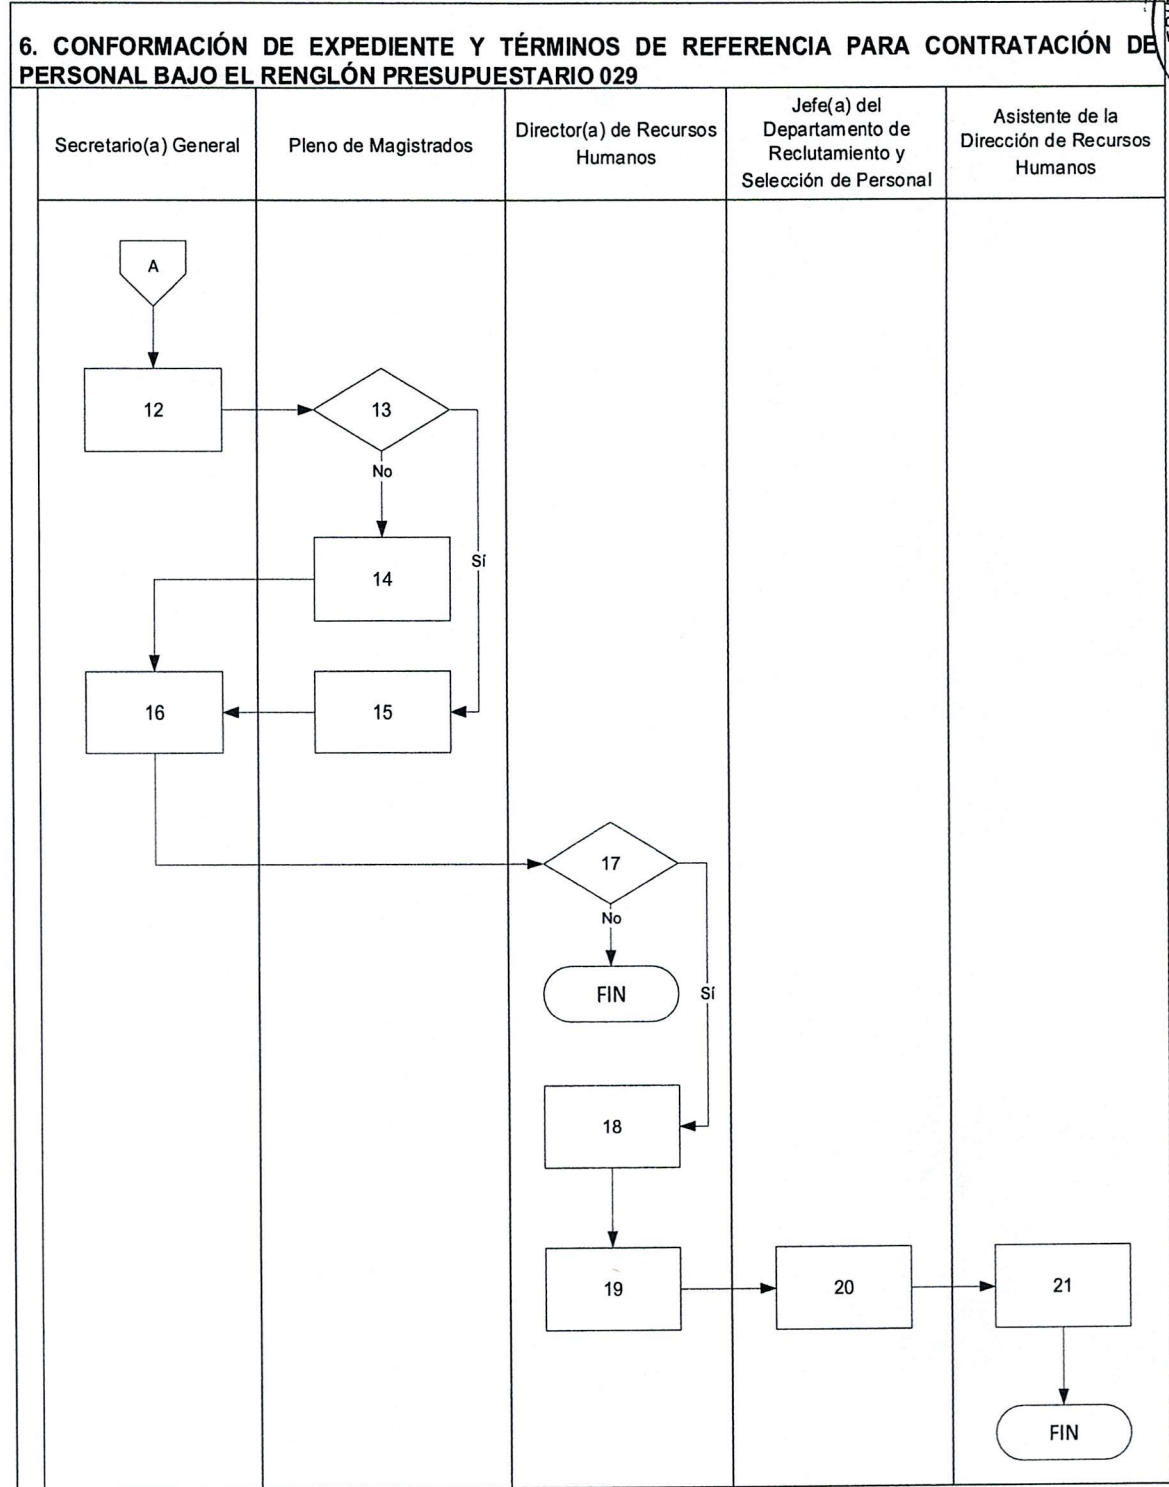 6. CONFORMACIÓN DE EXPEDIENTE Y TÉRMINOS DE REFERENCIA PARA CONTRATACIÓN DE
PERSONAL BAJO EL RENGLÓN PRESUPUESTARIO 029
Secretario(a) General
Pleno de Magistrados
Director(a) de Recursos
Humanos
Jefe(a) del
Departamento de
Reclutamiento y
Selección de Personal
Asistente de la
Dirección de Recursos
Humanos
A
12
13
No
Sí
14
16
15
17
No
FIN
Sí
18
19
20
21
FIN